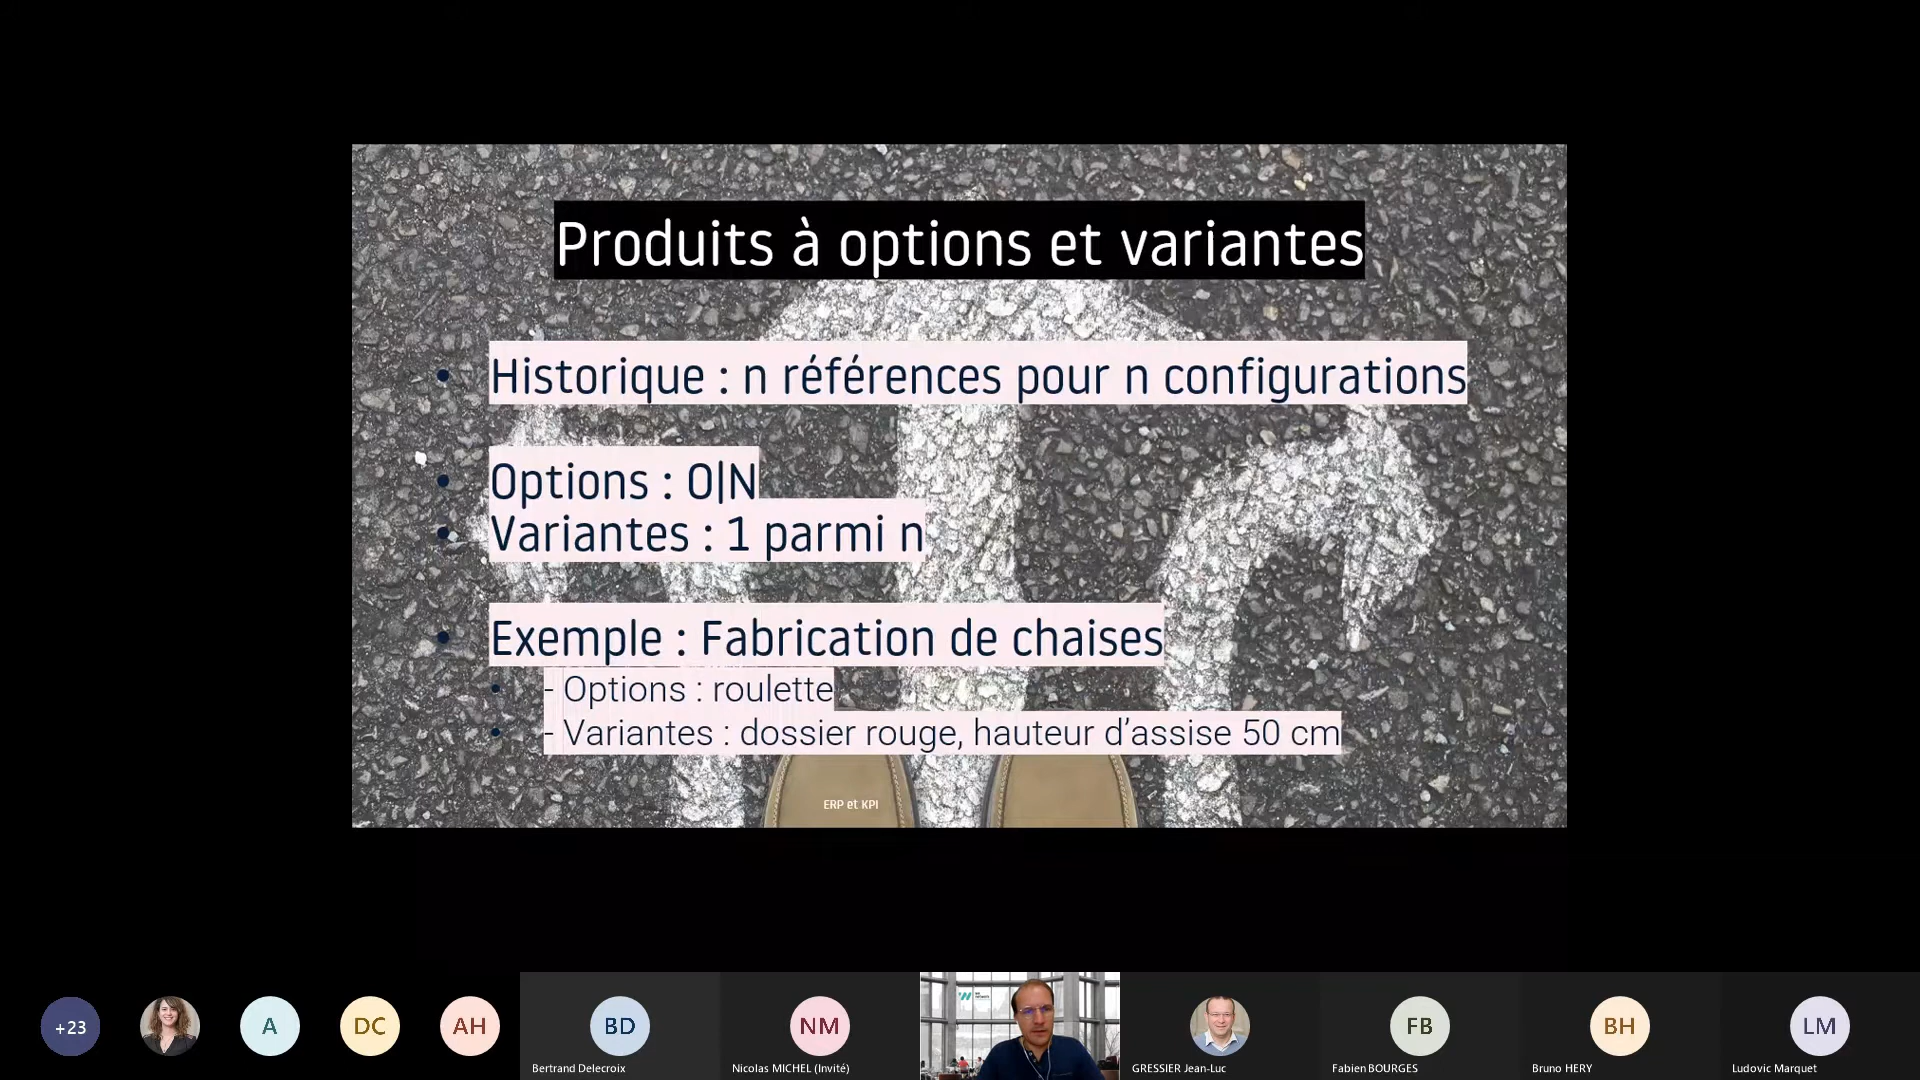 Produits à options et variantes
Historique : n références pour n configurations
Options : O|N
Variantes : 1 parmi n
Exemple : Fabrication de chaises
- Options : roulette
- Variantes : dossier rouge, hauteur d’assise 50 cm
ERP et KPI
+23
A
DC
AH
BD
NM
FB
BH
LM
Bertrand Delecroix
Nicolas MICHEL (Invité)
GRESSIER Jean-Luc
Fabien BOURGES
Bruno HERY
Ludovic Marquet